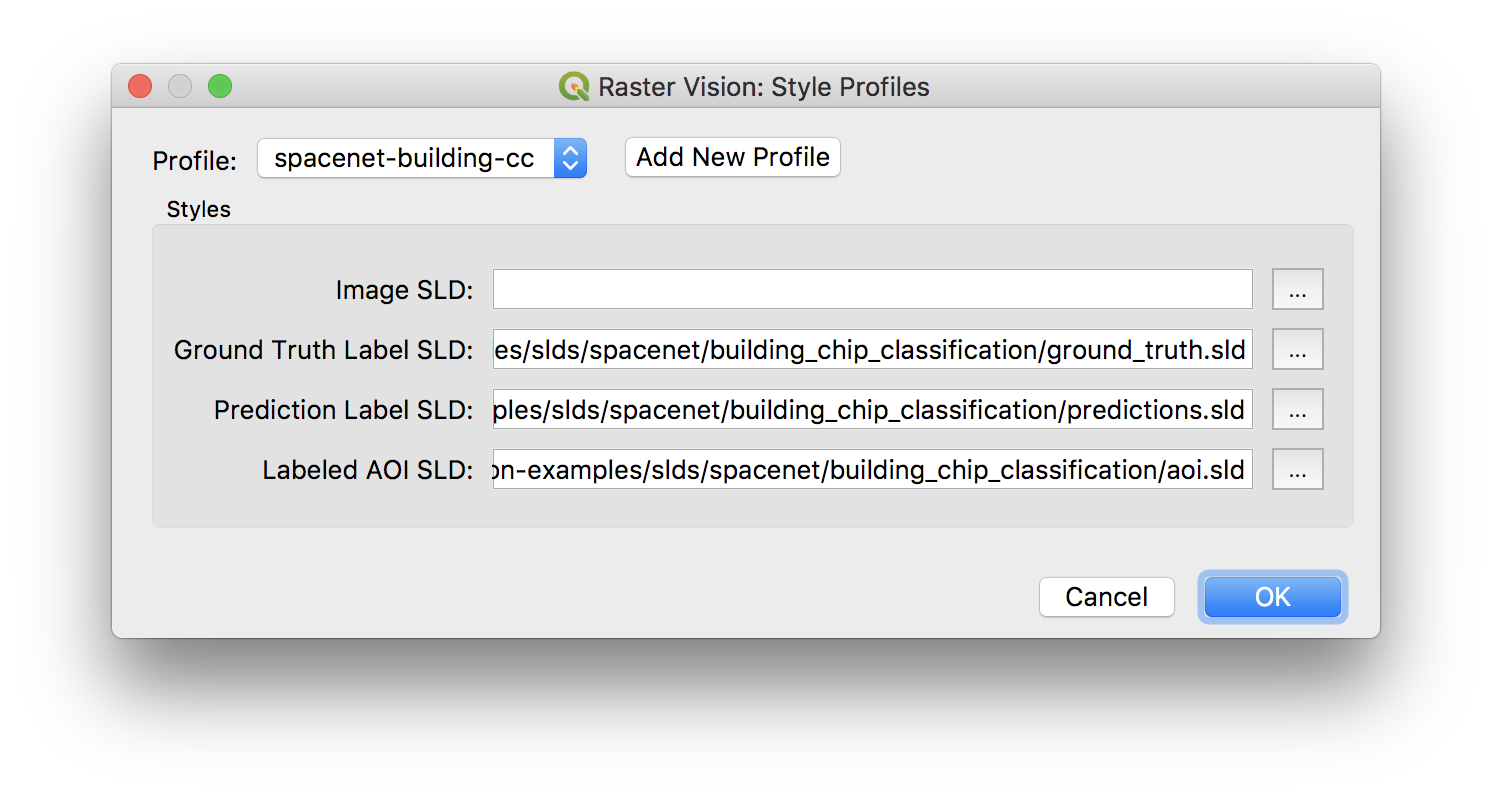 Raster Vision: Style Profiles
Profile: spacenet-building-cc Add New Profile
Styles
Image SLD: ...
Ground Truth Label SLD: es/slds/spacenet/building_chip_classification/ground_truth.sld ...
Prediction Label SLD: ples/slds/spacenet/building_chip_classification/predictions.sld ...
Labeled AOI SLD: on-examples/slds/spacenet/building_chip_classification/aoi.sld ...
Cancel OK